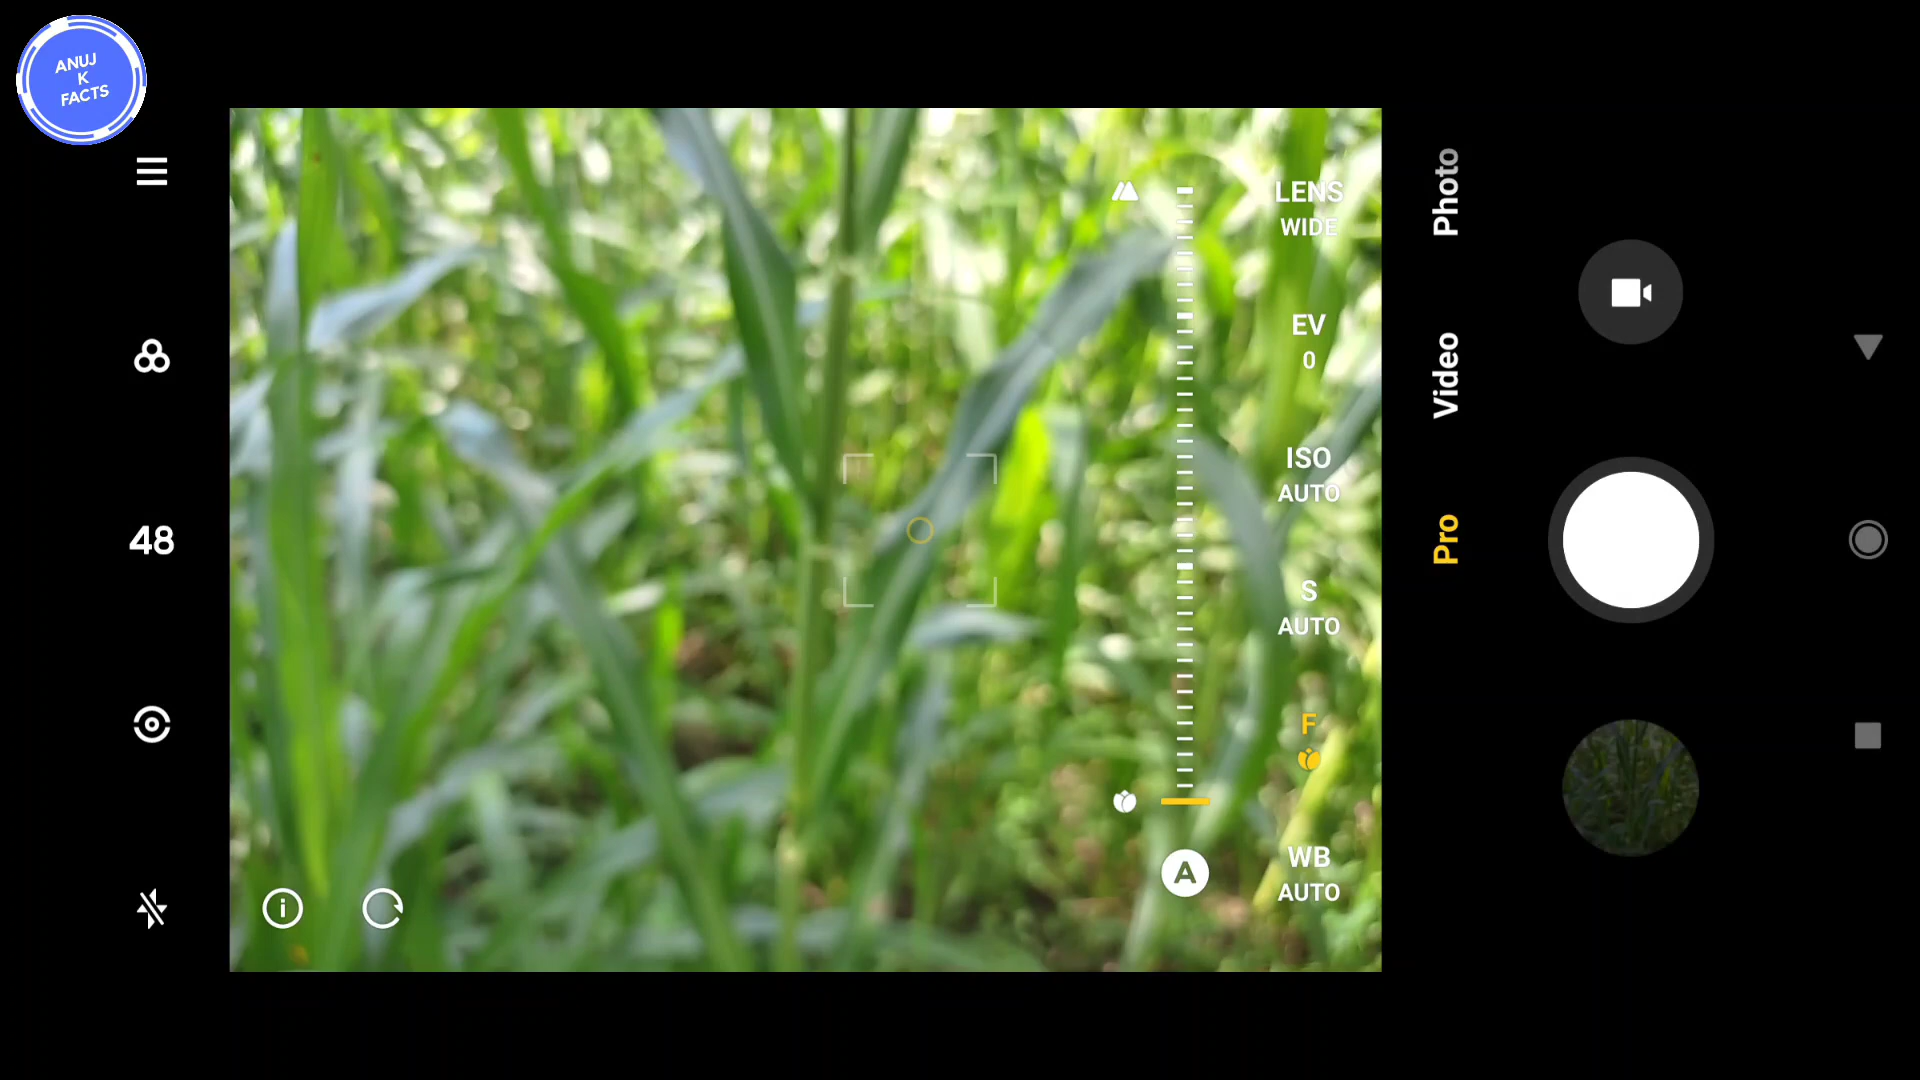 ANUJ
K
FACTS
48
LENS
WIDE
EV
0
ISO
AUTO
S
AUTO
F
WB
AUTO
A
i
Photo
Video
Pro